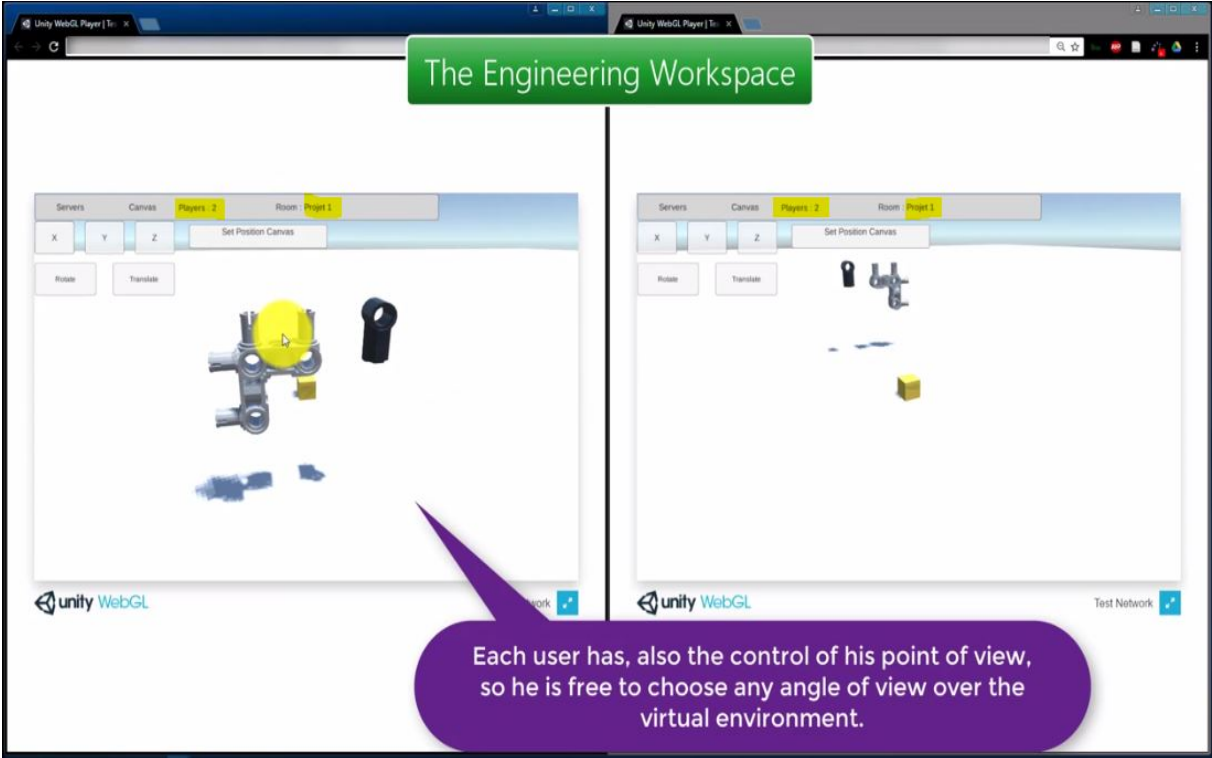 Unity WebGL Player | Te
Unity WebGL Player | Tes
The Engineering Workspace
Servers Canvas Players : 2 Room : Projet 1
X Y Z Set Position Canvas
Rotate Translate
unity WebGL
Servers Canvas Players : 2 Room : Projet 1
X Y Z Set Position Canvas
Rotate Translate
unity WebGL Test Network
Each user has, also the control of his point of view,
so he is free to choose any angle of view over the
virtual environment.